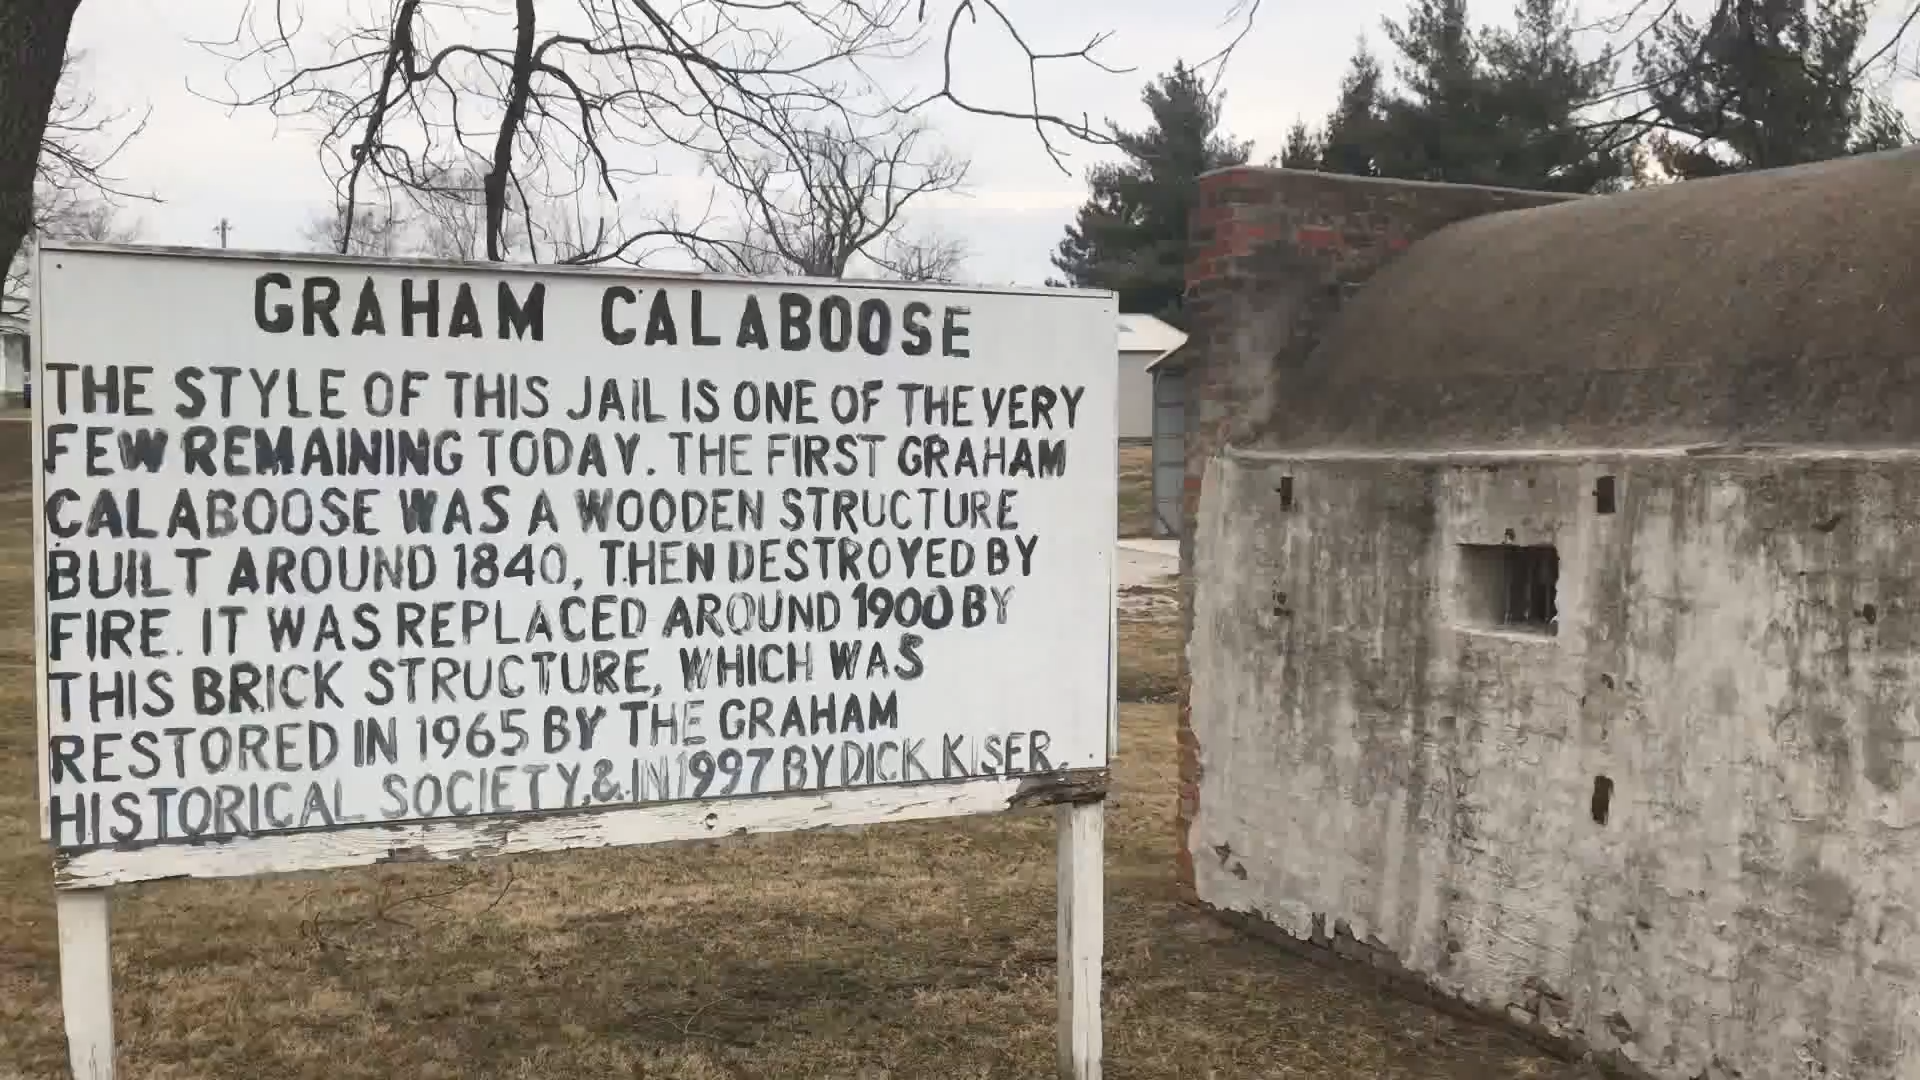 GRAHAM CALABOOSE
THE STYLE OF THIS JAIL IS ONE OF THE VERY
FEW REMAINING TODAY. THE FIRST GRAHAM
CALABOOSE WAS A WOODEN STRUCTURE
BUILT AROUND 1840, THEN DESTROYED BY
FIRE. IT WAS REPLACED AROUND 1900 BY
THIS BRICK STRUCTURE, WHICH WAS
RESTORED IN 1965 BY THE GRAHAM
HISTORICAL SOCIETY, & IN 1997 BY DICK KISER.